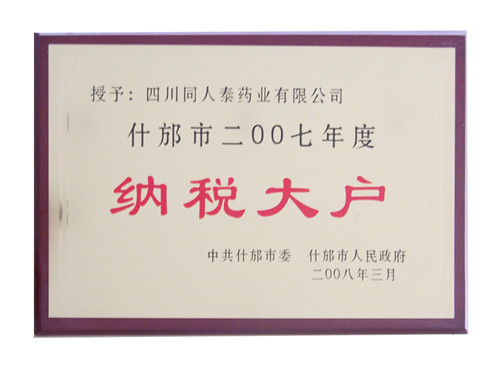 授予：四川同人泰药业有限公司
什邡市二00七年度
纳税大户
中共什邡市委 什邡市人民政府
二00八年三月